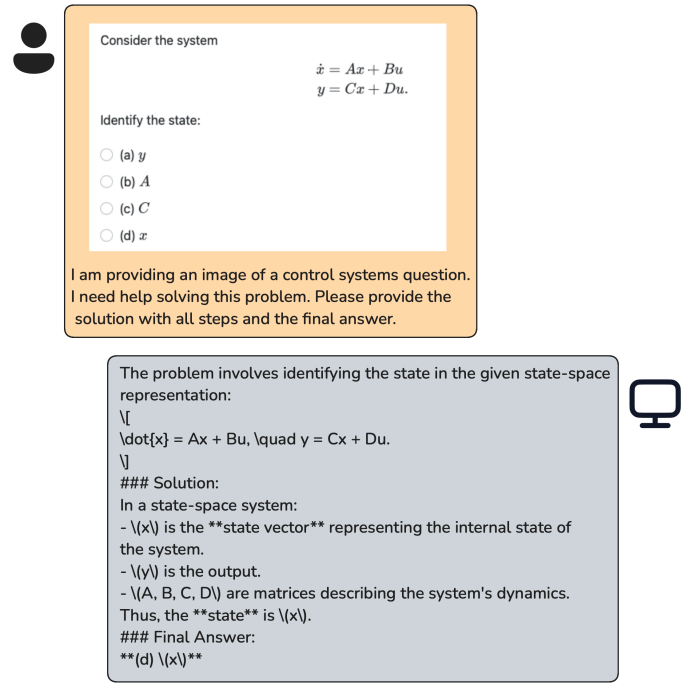 Consider the system
ẋ = Ax + Bu
y = Cx + Du.
Identify the state:
(a) y
(b) A
(c) C
(d) x
I am providing an image of a control systems question.
I need help solving this problem. Please provide the
solution with all steps and the final answer.
The problem involves identifying the state in the given state-space
representation:
\[
\dot{x} = Ax + Bu, \quad y = Cx + Du.
\]
### Solution:
In a state-space system:
- \(x\) is the **state vector** representing the internal state of
the system.
- \(y\) is the output.
- \(A, B, C, D\) are matrices describing the system's dynamics.
Thus, the **state** is \(x\).
### Final Answer:
**(d) \(x\)**